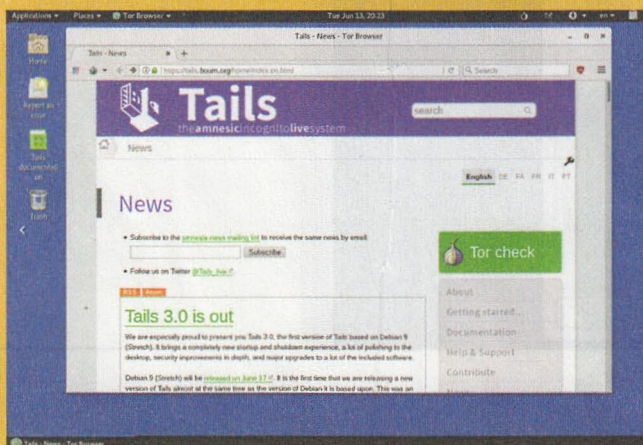 Applications Places Tor Browser Tue Jun 13, 20:23 en
Tails - News - Tor Browser
Tails - News
https://tails.boum.org/home/index.en.html Search
Home
Report an error
Tails documentation
Trash
Tails
theamnesicincognitolivesystem
search
News
English DE FA FR IT PT
News
Subscribe to the amnesia-news mailing list to receive the same news by email:
Subscribe
Follow us on Twitter @Tails_live.
RSS Atom
Tor check
About
Getting started...
Documentation
Help & Support
Contribute
Tails 3.0 is out
We are especially proud to present you Tails 3.0, the first version of Tails based on Debian 9
(Stretch). It brings a completely new startup and shutdown experience, a lot of polishing to the
desktop, security improvements in depth, and major upgrades to a lot of the included software.
Debian 9 (Stretch) will be released on June 17. It is the first time that we are releasing a new
version of Tails almost at the same time as the version of Debian it is based upon. This was an
Tails - News - Tor Browser